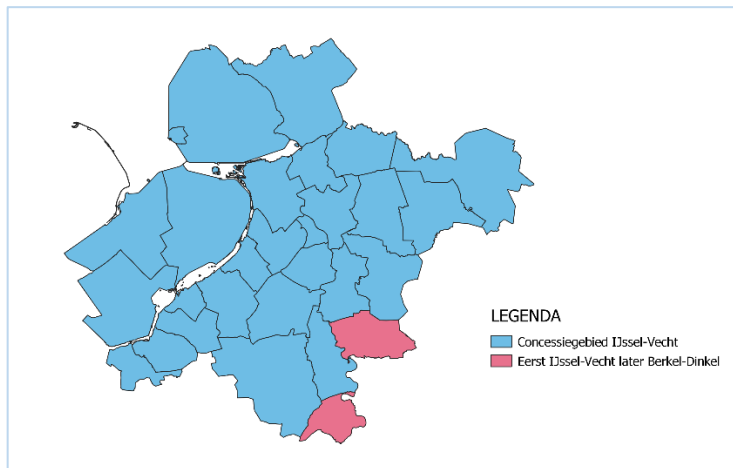 LEGENDA
Concessiegebied IJssel-Vecht
Eerst IJssel-Vecht later Berkel-Dinkel